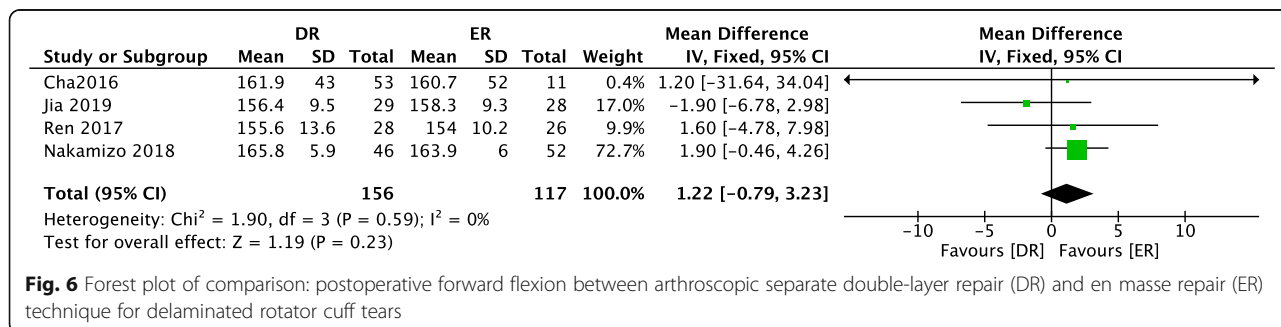 DR ER Mean Difference Mean Difference
Study or Subgroup Mean SD Total Mean SD Total Weight IV, Fixed, 95% CI IV, Fixed, 95% CI
Cha2016 161.9 43 53 160.7 52 11 0.4% 1.20 [-31.64, 34.04]
Jia 2019 156.4 9.5 29 158.3 9.3 28 17.0% -1.90 [-6.78, 2.98]
Ren 2017 155.6 13.6 28 154 10.2 26 9.9% 1.60 [-4.78, 7.98]
Nakamizo 2018 165.8 5.9 46 163.9 6 52 72.7% 1.90 [-0.46, 4.26]
Total (95% CI) 156 117 100.0% 1.22 [-0.79, 3.23]
Heterogeneity: Chi² = 1.90, df = 3 (P = 0.59); I² = 0%
Test for overall effect: Z = 1.19 (P = 0.23)
-10 -5 0 5 10
Favours [DR] Favours [ER]
Fig. 6 Forest plot of comparison: postoperative forward flexion between arthroscopic separate double-layer repair (DR) and en masse repair (ER)
technique for delaminated rotator cuff tears